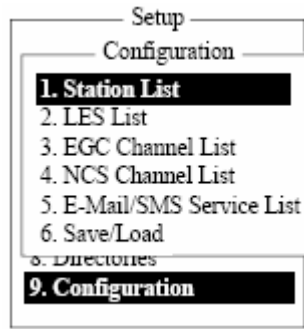 Setup
Configuration
1. Station List
2. LES List
3. EGC Channel List
4. NCS Channel List
5. E-Mail/SMS Service List
6. Save/Load
8. Directories
9. Configuration